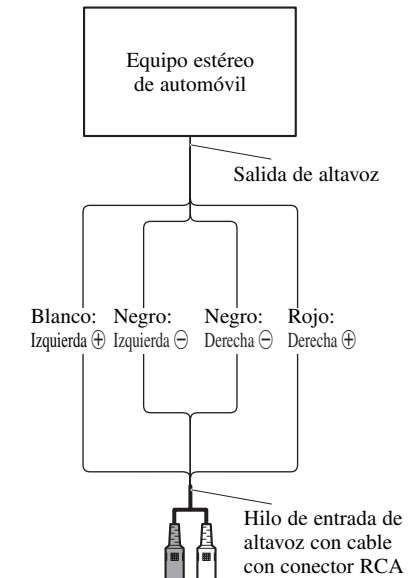 Equipo estéreo
de automóvil
Salida de altavoz
Blanco: Negro: Negro: Rojo:
Izquierda ⊕ Izquierda ⊖ Derecha ⊖ Derecha ⊕
Hilo de entrada de
altavoz con cable
con conector RCA